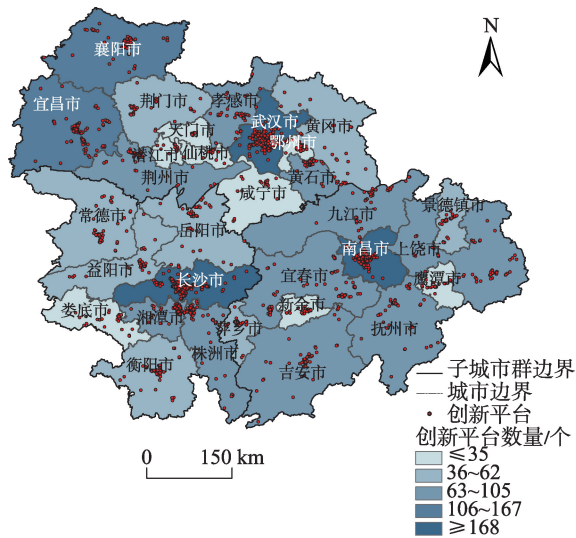 N
襄阳市
宜昌市
荆门市
孝感市
天门市
武汉市
黄冈市
鄂州市
潜江市
仙桃市
荆州市
黄石市
咸宁市
九江市
景德镇市
常德市
岳阳市
南昌市
上饶市
益阳市
长沙市
宜春市
鹰潭市
娄底市
湘潭市
新余市
萍乡市
抚州市
衡阳市
株洲市
吉安市
0
150 km
子城市群边界
城市边界
创新平台
创新平台数量/个
≤35
36~62
63~105
106~167
≥168